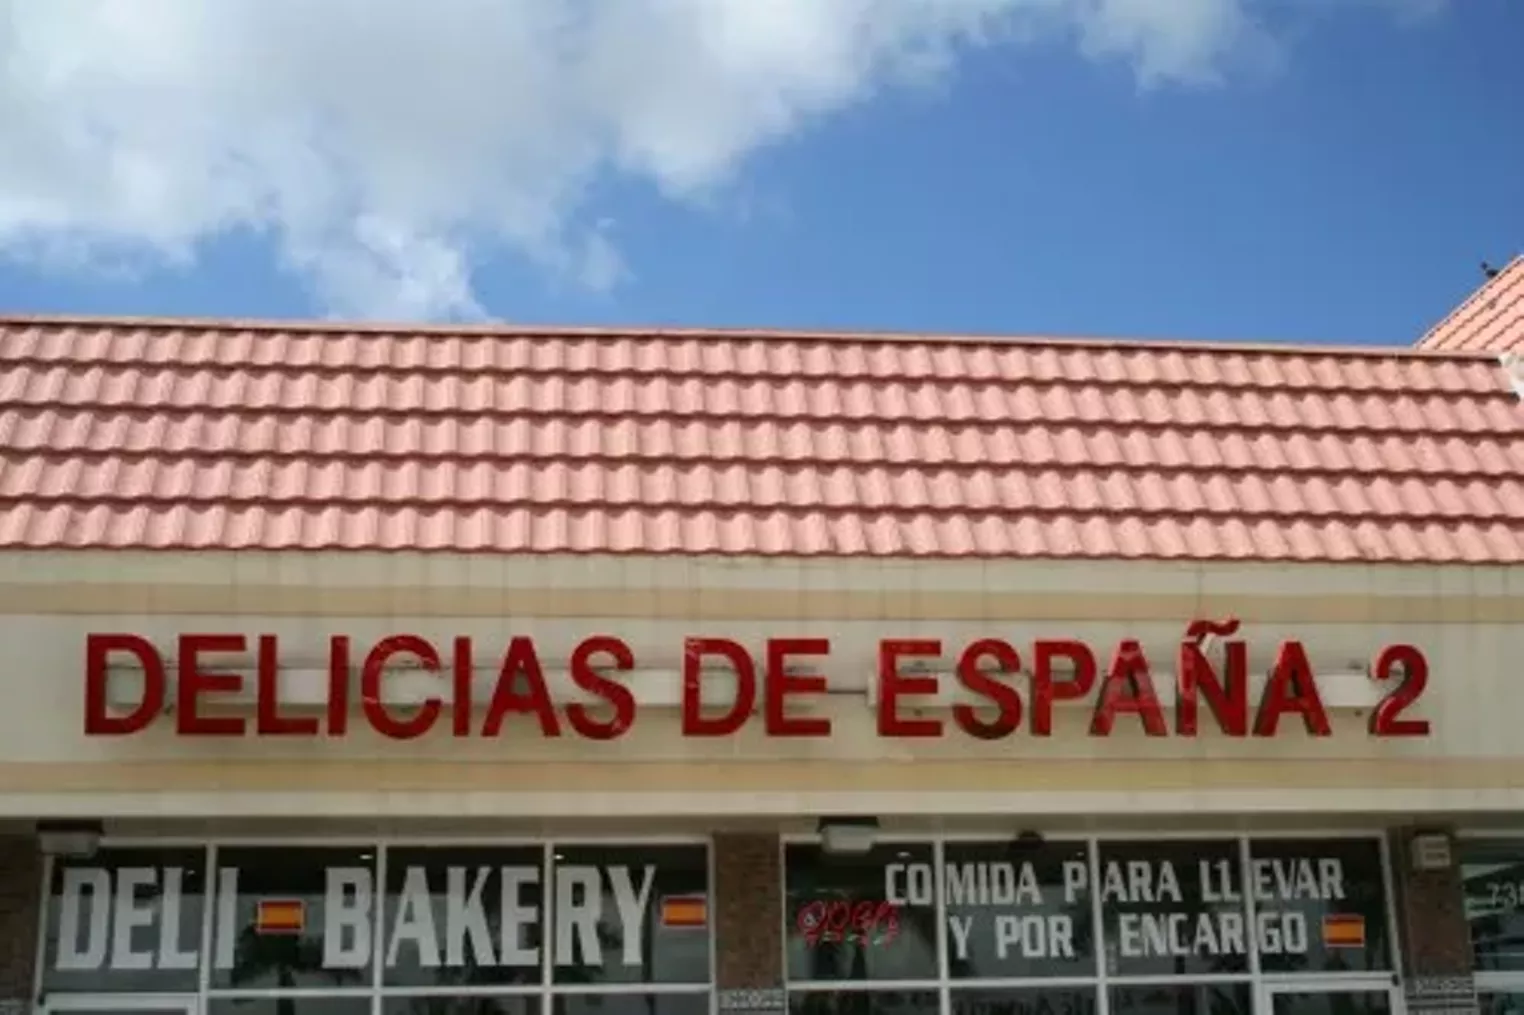 DELICIAS DE ESPAÑA 2
DELI - BAKERY
open
COMIDA PARA LLEVAR
Y POR ENCARGO